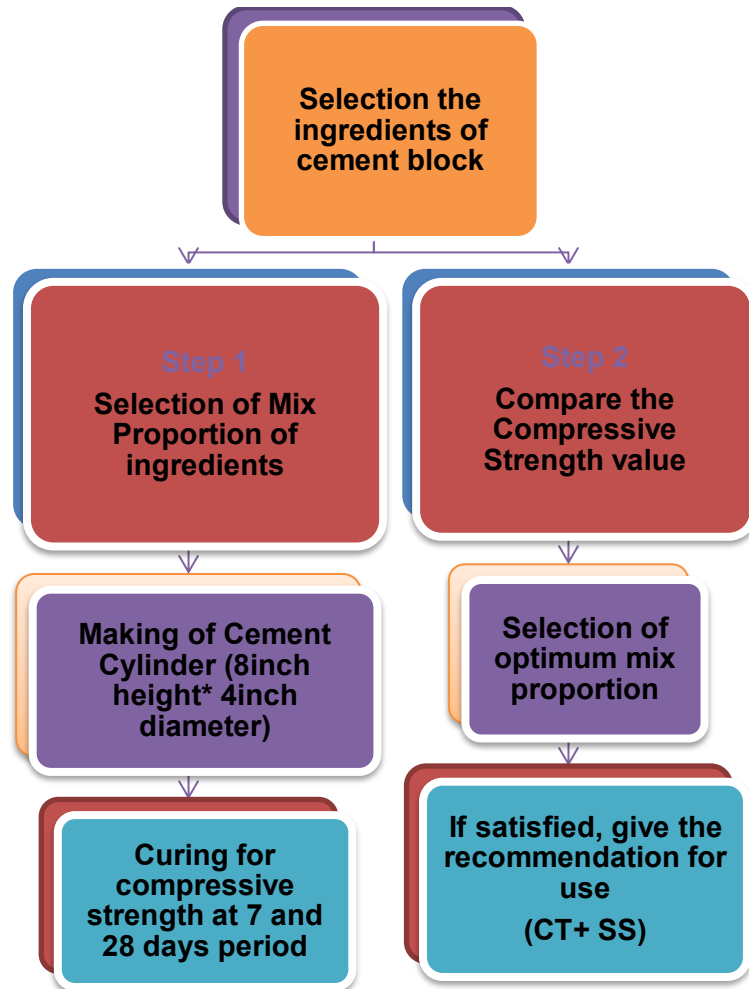 Selection the
ingredients of
cement block
Step 1
Selection of Mix
Proportion of
ingredients
Step 2
Compare the
Compressive
Strength value
Making of Cement
Cylinder (8inch
height* 4inch
diameter)
Selection of
optimum mix
proportion
Curing for
compressive
strength at 7 and
28 days period
If satisfied, give the
recommendation for
use
(CT+ SS)